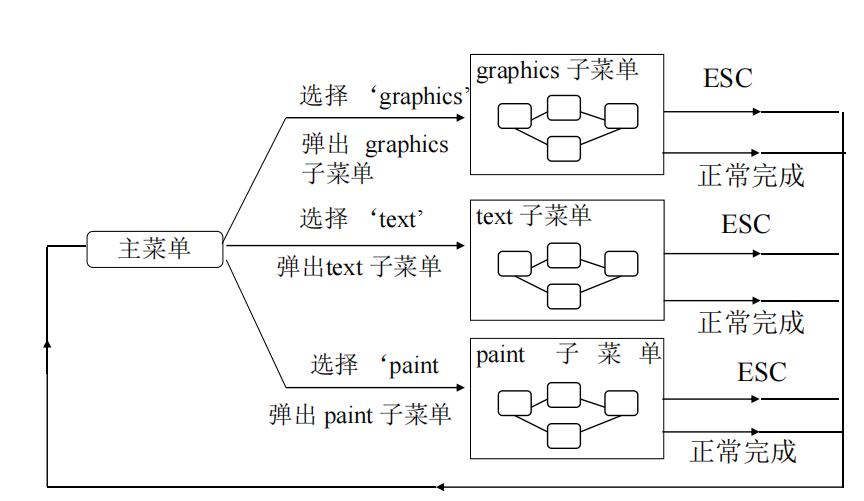 graphics 子菜单
ESC
选择 ‘graphics’
弹出 graphics
子菜单
正常完成
选择 ‘text’
text 子菜单
ESC
主菜单
弹出text 子菜单
正常完成
选择 ‘paint
paint 子 菜 单
ESC
弹出 paint 子菜单
正常完成